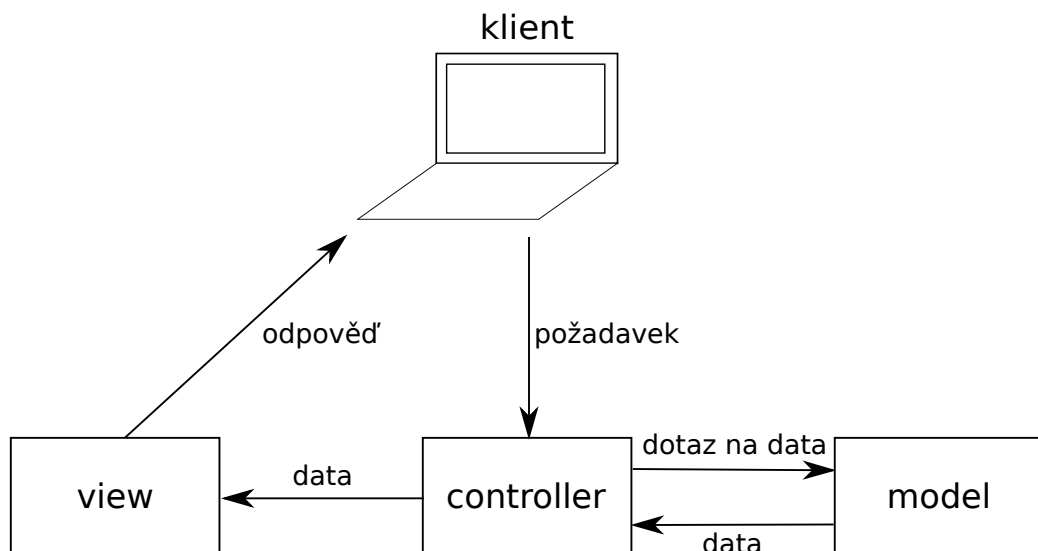 klient
odpověď
požadavek
dotaz na data
data
view
controller
model
data